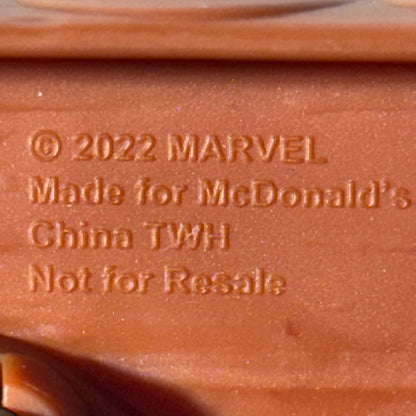 © 2022 MARVEL
Made for McDonald's
China TWH
Not for Resale